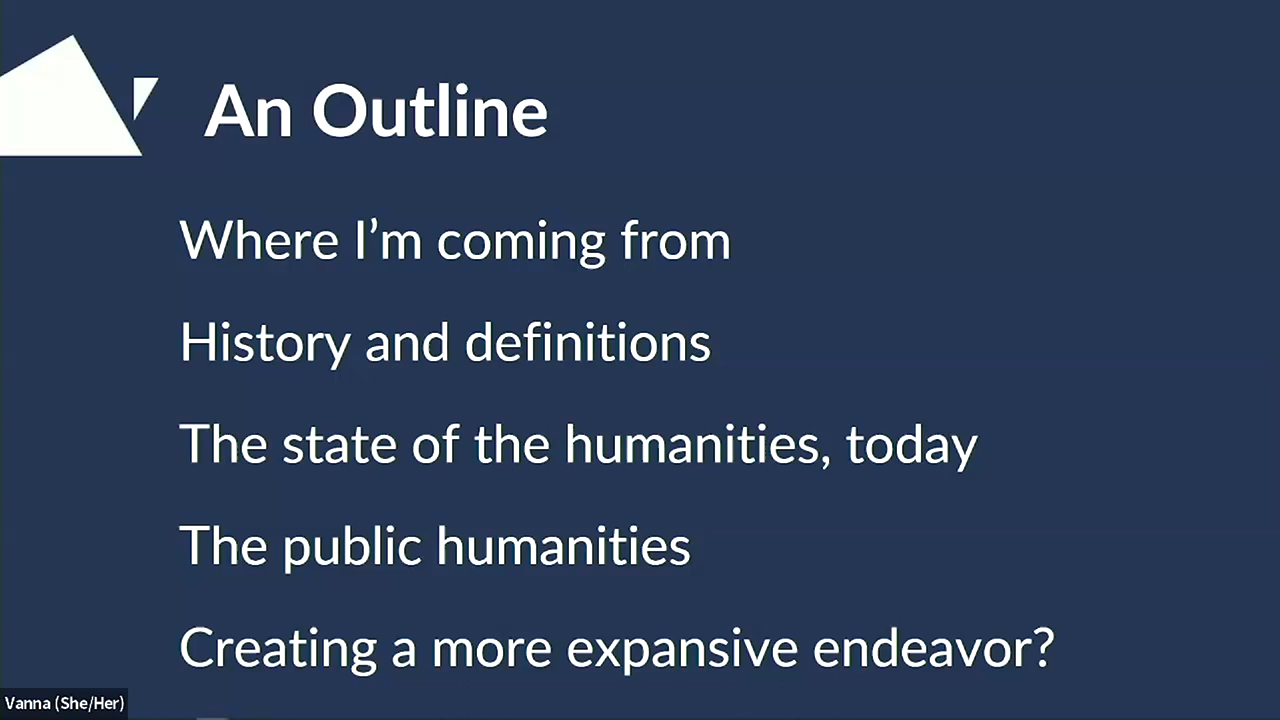 An Outline
Where I’m coming from
History and definitions
The state of the humanities, today
The public humanities
Creating a more expansive endeavor?
Vanna (She/Her)